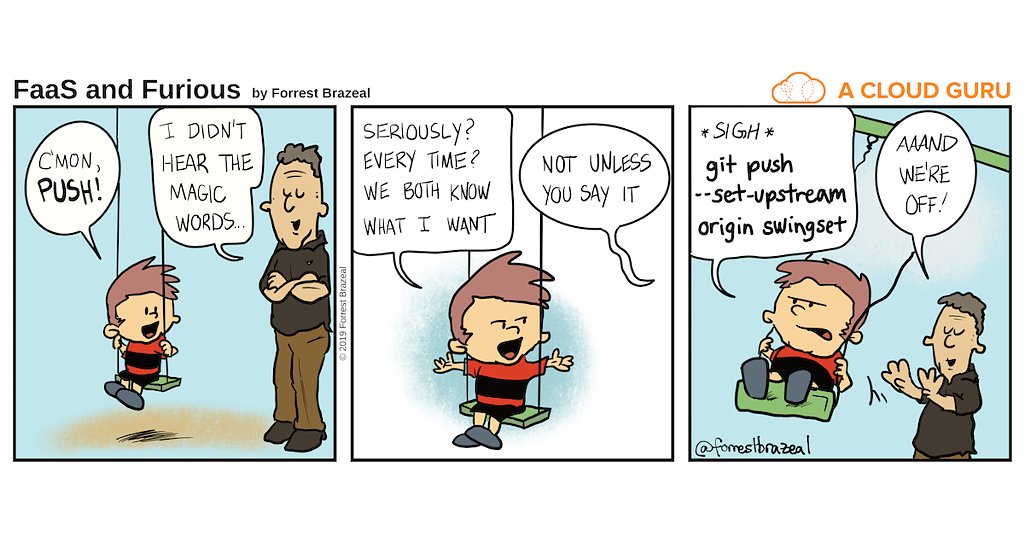 FaaS and Furious by Forrest Brazeal
A CLOUD GURU
C'MON,
PUSH!
I DIDN'T
HEAR THE
MAGIC
WORDS...
© 2019 Forrest Brazeal
SERIOUSLY?
EVERY TIME?
WE BOTH KNOW
WHAT I WANT
NOT UNLESS
YOU SAY IT
*SIGH*
git push
--set-upstream
origin swingset
AAAND
WE'RE
OFF!
@forrestbrazeal